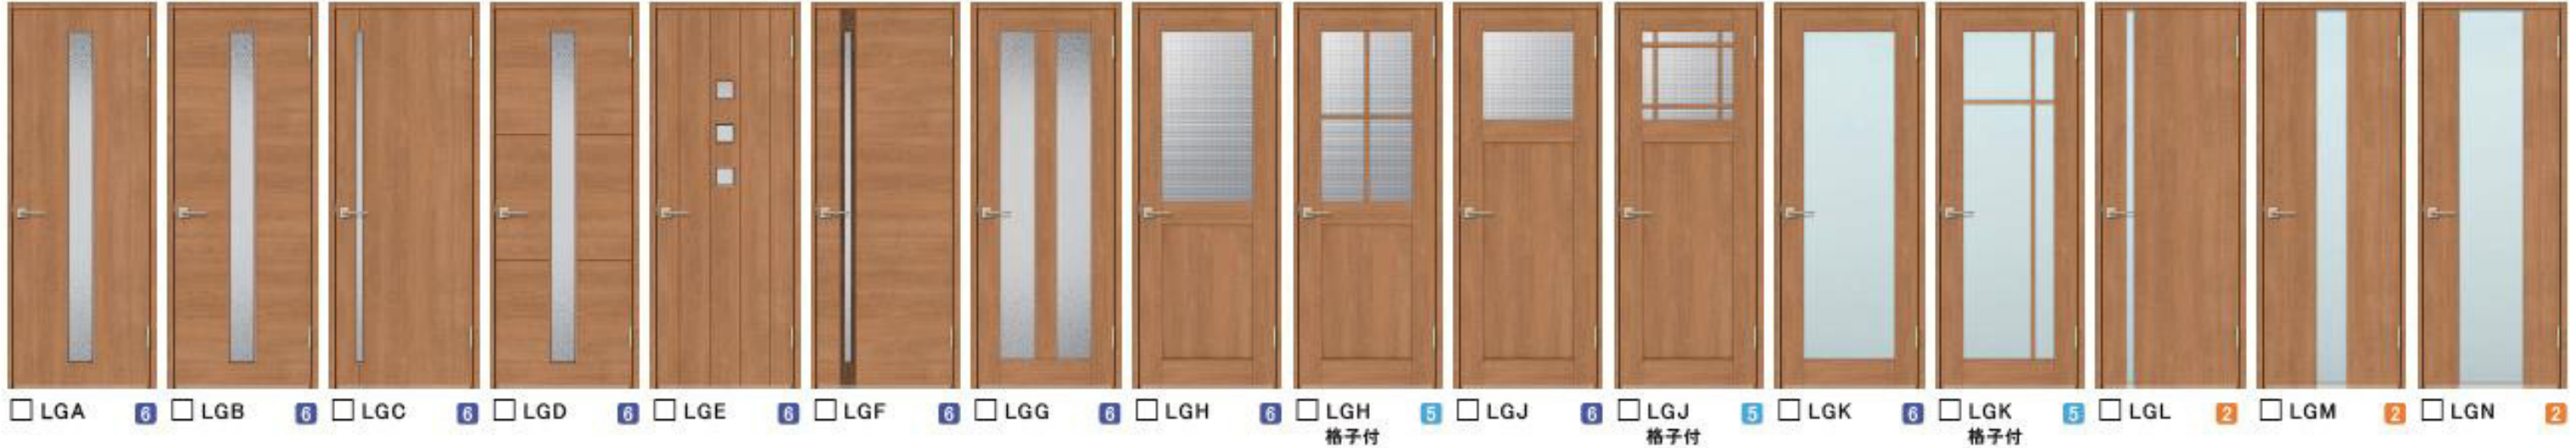 □ LGA 6 □ LGB 6 □ LGC 6 □ LGD 6 □ LGE 6 □ LGF 6 □ LGG 6 □ LGH 6 □ LGH 5 □ LGJ 6 □ LGJ 5 □ LGK 6 □ LGK 5 □ LGL 2 □ LGM 2 □ LGN 2
格子付 格子付 格子付